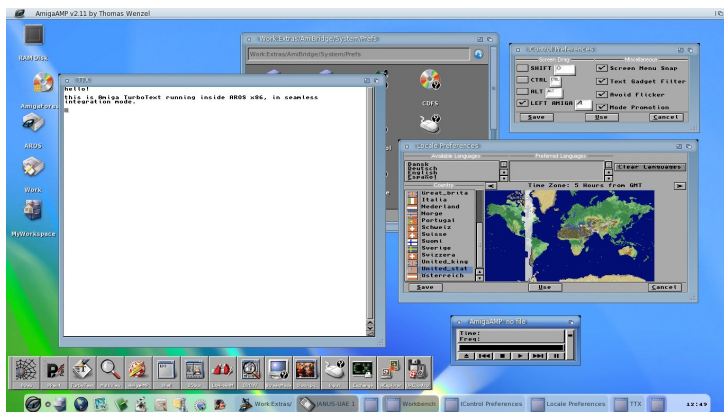 AmigaAMP v2.11 by Thomas Wenzel
RAM Disk
AROS
Work
MyWorkspace
Work:Extras/AmiBridge/System/Prefs
Work:Extras/AmiBridge/System/Prefs
CDFS
hello!
this is Amiga TurboText running inside AROS x86, in seamless
integration mode.
IControl Preferences
Screen Drag
Miscellaneous
SHIFT
CTRL
ALT
LEFT AMIGA
Screen Menu Snap
Text Gadget Filter
Avoid Flicker
Mode Promotion
Save
Use
Cancel
Locale Preferences
Available Languages
Preferred Languages
Dansk
Deutsch
English
Español
Clear Languages
Country
Time Zone: 5 Hours from GMT
Great_brita
Italia
Nederland
Norge
Portugal
Schweiz
Suisse
Suomi
Sverige
Svizzera
United_king
United_stat
Österreich
Save
Use
Cancel
AmigaAMP: no file
Time:
Freq:
Work:Extras/
JANUS-UAE 1
Workbench
IControl Preferences
Locale Preferences
TTX
12:49